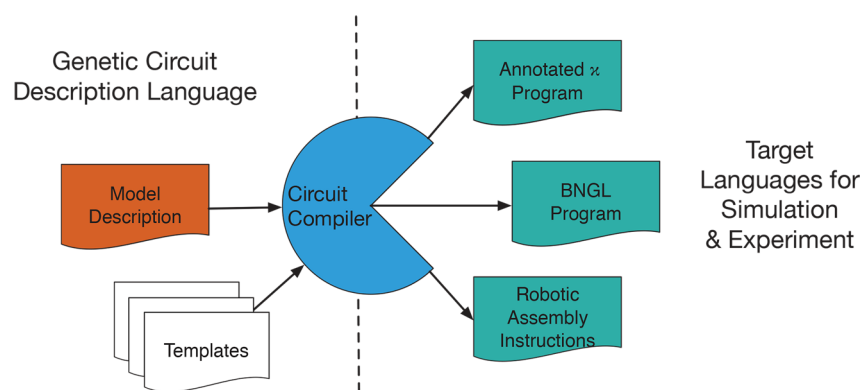 Genetic Circuit
Description Language
Model
Description
Templates
Circuit
Compiler
Annotated ϰ
Program
BNGL
Program
Robotic
Assembly
Instructions
Target
Languages for
Simulation
& Experiment